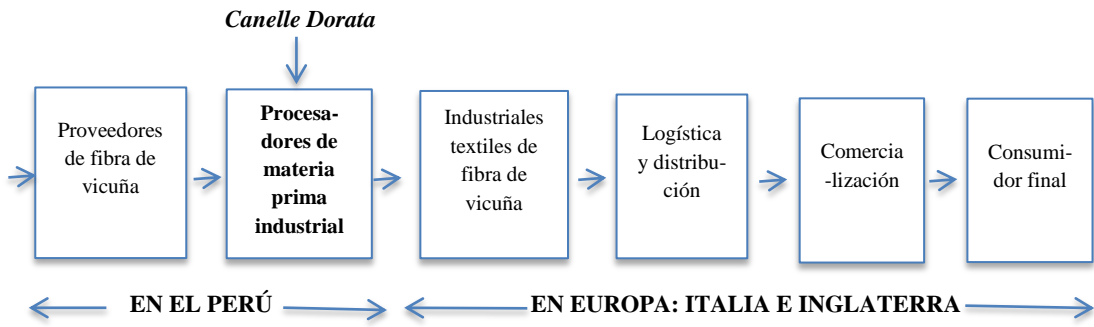 Canelle Dorata
Proveedores
de fibra de
vicuña
Procesa-
dores de
materia
prima
industrial
Industriales
textiles de
fibra de
vicuña
Logística
y distribu-
ción
Comercia
-lización
Consumi-
dor final
EN EL PERÚ
EN EUROPA: ITALIA E INGLATERRA